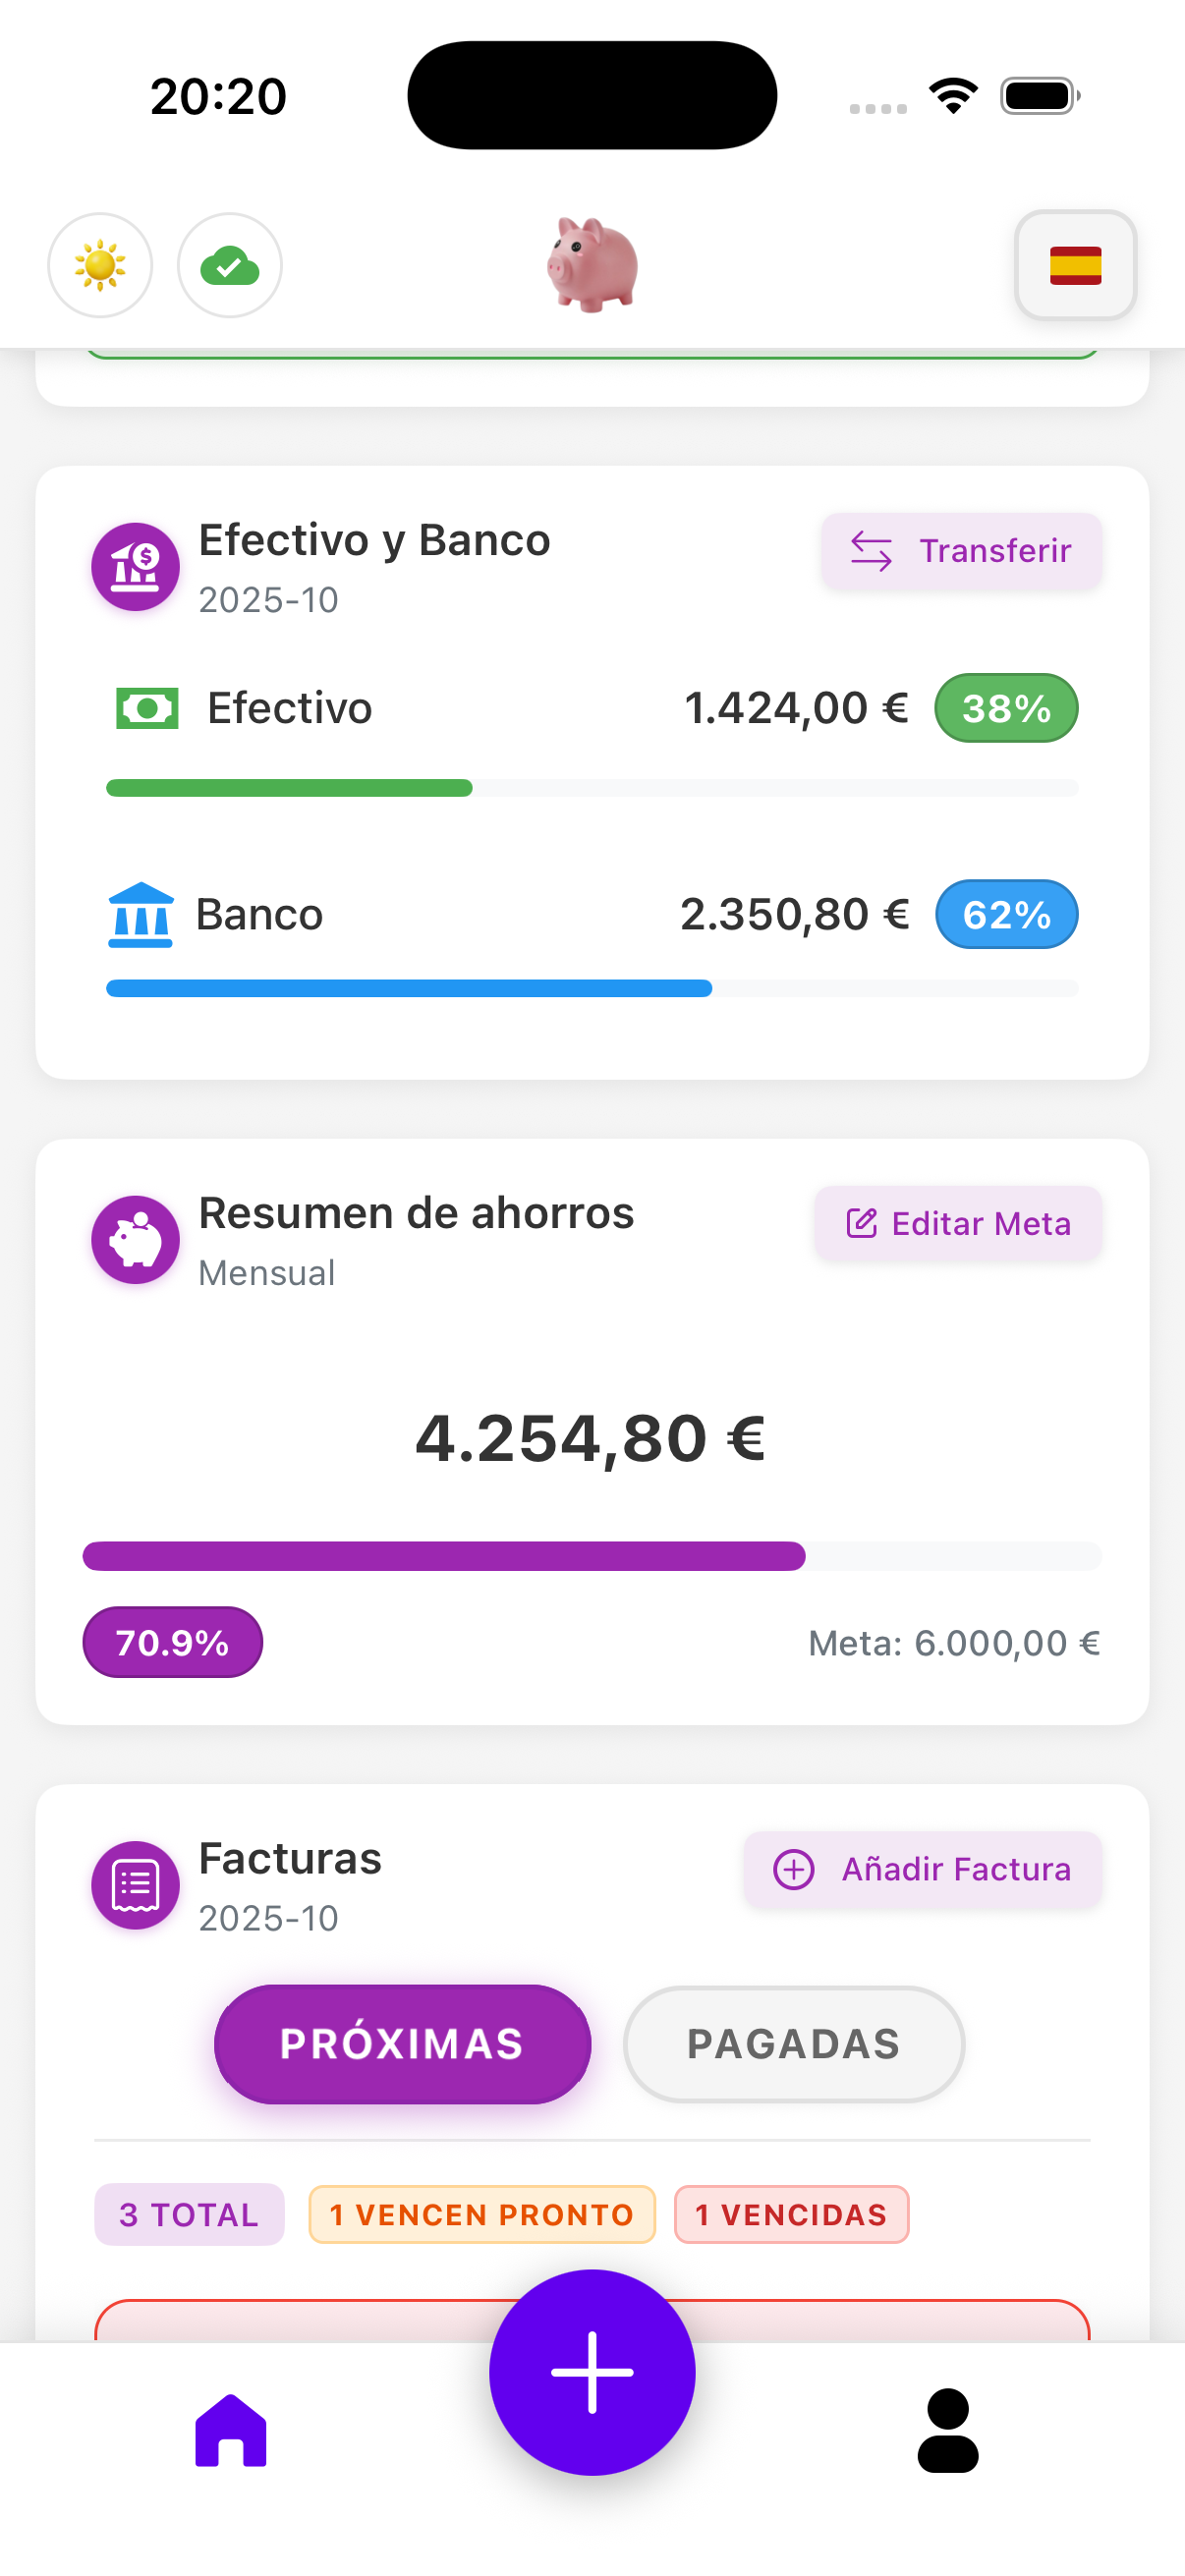 20:20
Efectivo y Banco
2025-10
Transferir
Efectivo
1.424,00 €
38%
Banco
2.350,80 €
62%
Resumen de ahorros
Mensual
Editar Meta
4.254,80 €
70.9%
Meta: 6.000,00 €
Facturas
2025-10
Añadir Factura
PRÓXIMAS
PAGADAS
3 TOTAL
1 VENCEN PRONTO
1 VENCIDAS